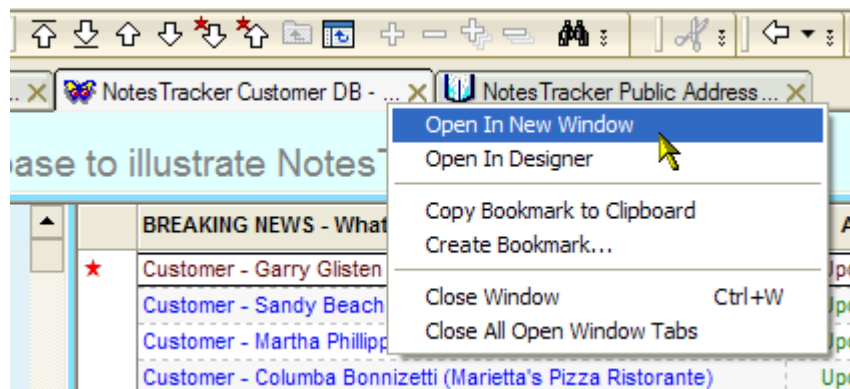 ... NotesTracker Customer DB - ... NotesTracker Public Address ...
Open In New Window
ase to illustrate Notes
Open In Designer
Copy Bookmark to Clipboard
BREAKING NEWS - What
Create Bookmark...
Customer - Garry Glisten
Customer - Sandy Beach
Close Window Ctrl+W
Customer - Martha Phillipp
Close All Open Window Tabs
Customer - Columba Bonnizetti (Marietta's Pizza Ristorante) Up